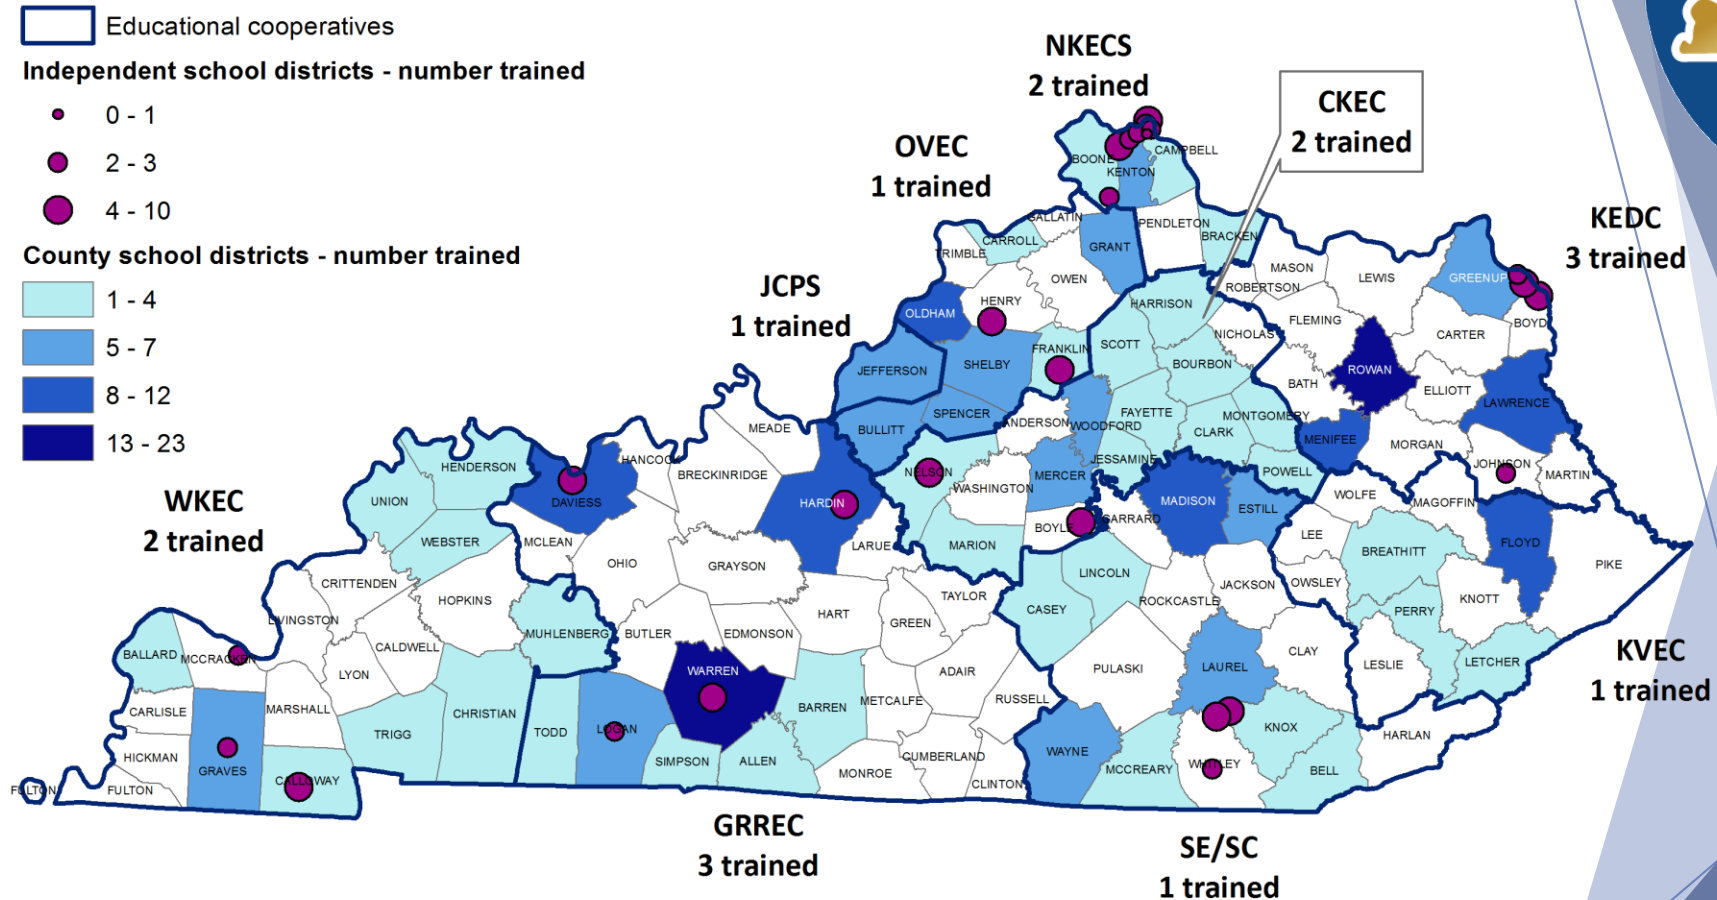 Educational cooperatives
Independent school districts - number trained
0 - 1
2 - 3
4 - 10
County school districts - number trained
1 - 4
5 - 7
8 - 12
13 - 23
NKECS
2 trained
CKEC
2 trained
OVEC
1 trained
KEDC
3 trained
JCPS
1 trained
WKEC
2 trained
KVEC
1 trained
GRREC
3 trained
SE/SC
1 trained
BOONE
CAMPBELL
KENTON
GALLATIN
PENDLETON
CARROLL
GRANT
BRACKEN
TRIMBLE
OWEN
MASON
LEWIS
GREENUP
ROBERTSON
HENRY
HARRISON
OLDHAM
FLEMING
BOYD
NICHOLAS
CARTER
FRANKLIN
SCOTT
SHELBY
BOURBON
JEFFERSON
ROWAN
BATH
ELLIOTT
LAWRENCE
SPENCER
FAYETTE
MONTGOMERY
ANDERSON
WOODFORD
MEADE
BULLITT
CLARK
MENIFEE
MORGAN
HENDERSON
HANCOCK
BRECKINRIDGE
NELSON
MERCER
JESSAMINE
POWELL
JOHNSON
MARTIN
UNION
DAVIESS
HARDIN
WASHINGTON
MADISON
ESTILL
WOLFE
MAGOFFIN
BOYLE
GARRARD
WEBSTER
MCLEAN
LARUE
MARION
LEE
BREATHITT
FLOYD
PIKE
OHIO
GRAYSON
LINCOLN
CRITTENDEN
JACKSON
OWSLEY
HOPKINS
TAYLOR
ROCKCASTLE
KNOTT
LIVINGSTON
HART
GREEN
CASEY
PERRY
MUHLENBERG
BUTLER
EDMONSON
CALDWELL
BALLARD
MCCRACKEN
CLAY
LYON
WARREN
ADAIR
PULASKI
LAUREL
LESLIE
LETCHER
CARLISLE
MARSHALL
CHRISTIAN
BARREN
METCALFE
RUSSELL
TRIGG
TODD
LOGAN
KNOX
HARLAN
HICKMAN
GRAVES
CALLOWAY
SIMPSON
ALLEN
CUMBERLAND
WAYNE
MCCREARY
WHITLEY
BELL
MONROE
CLINTON
FULTON
FULTON